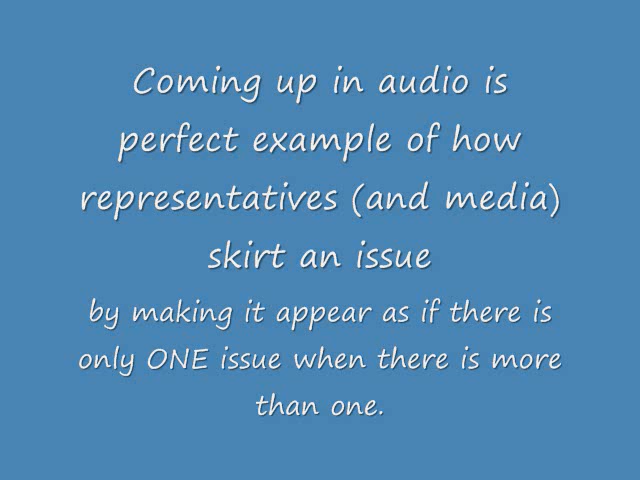 Coming up in audio is
perfect example of how
representatives (and media)
skirt an issue
by making it appear as if there is
only ONE issue when there is more
than one.